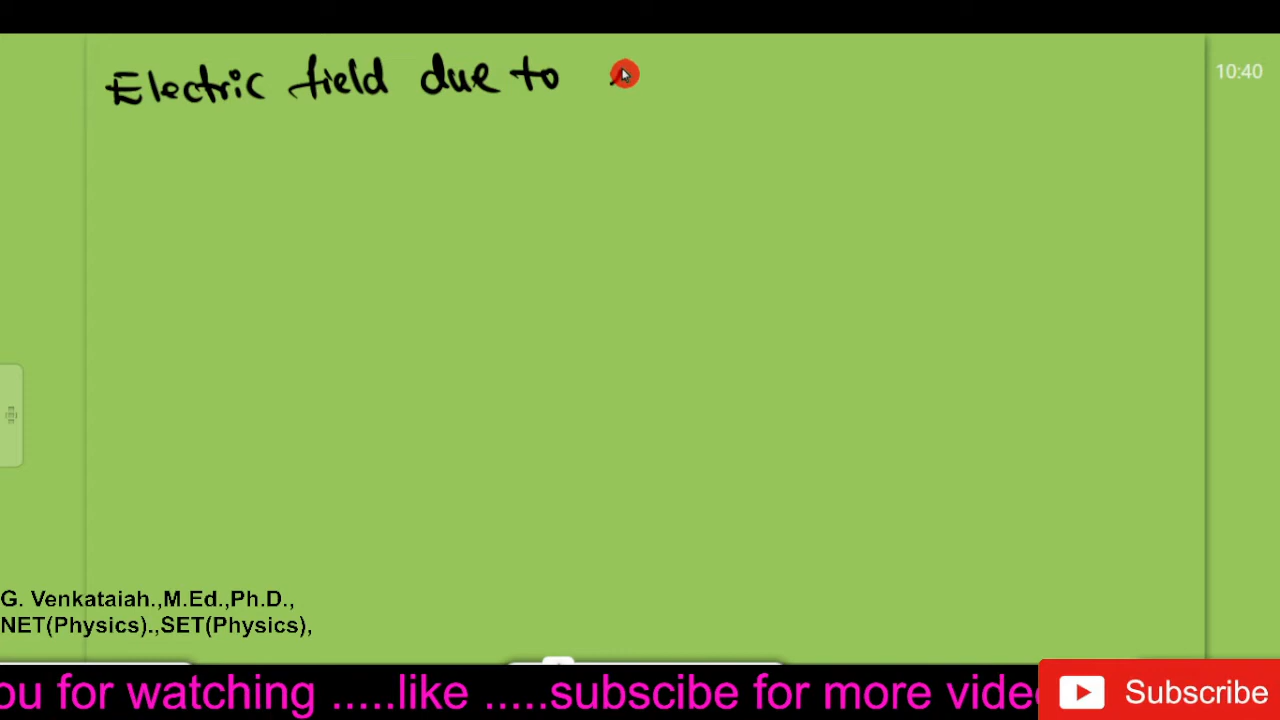 Electric field due to
10:40
G. Venkataiah.,M.Ed.,Ph.D.,
NET(Physics).,SET(Physics),
ou for watching .....like .....subscibe for more vide
Subscribe